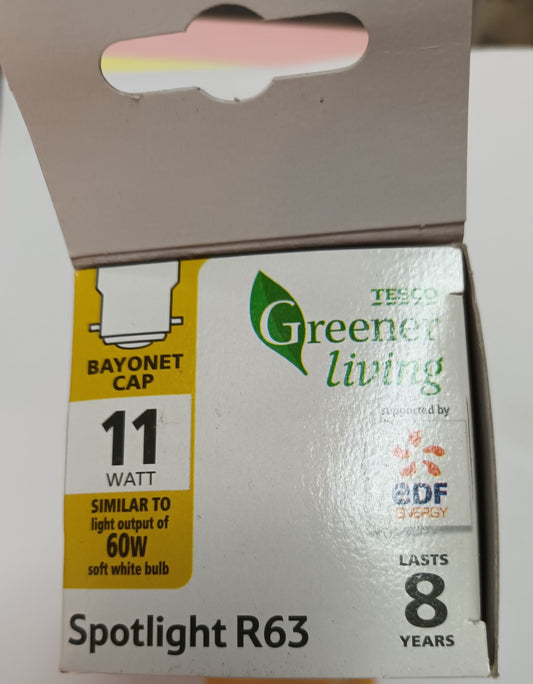 BAYONET
CAP
11
WATT
SIMILAR TO
light output of
60W
soft white bulb
TESCO
Greener
living
supported by
eDF
ENERGY
LASTS
8
YEARS
Spotlight R63